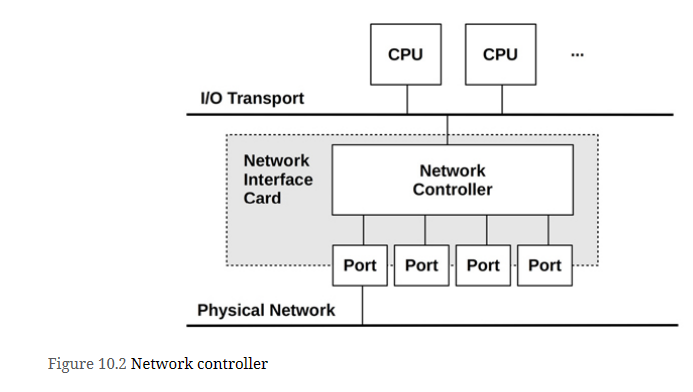 CPU
CPU
...
I/O Transport
Network
Interface
Card
Network
Controller
Port
Port
Port
Port
Physical Network
Figure 10.2 Network controller